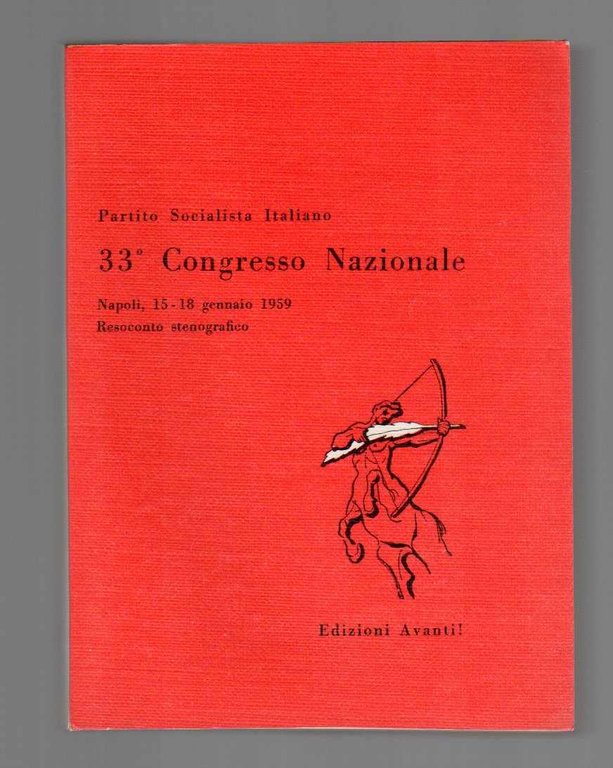 Partito Socialista Italiano
33° Congresso Nazionale
Napoli, 15-18 gennaio 1959
Resoconto stenografico
Edizioni Avanti!